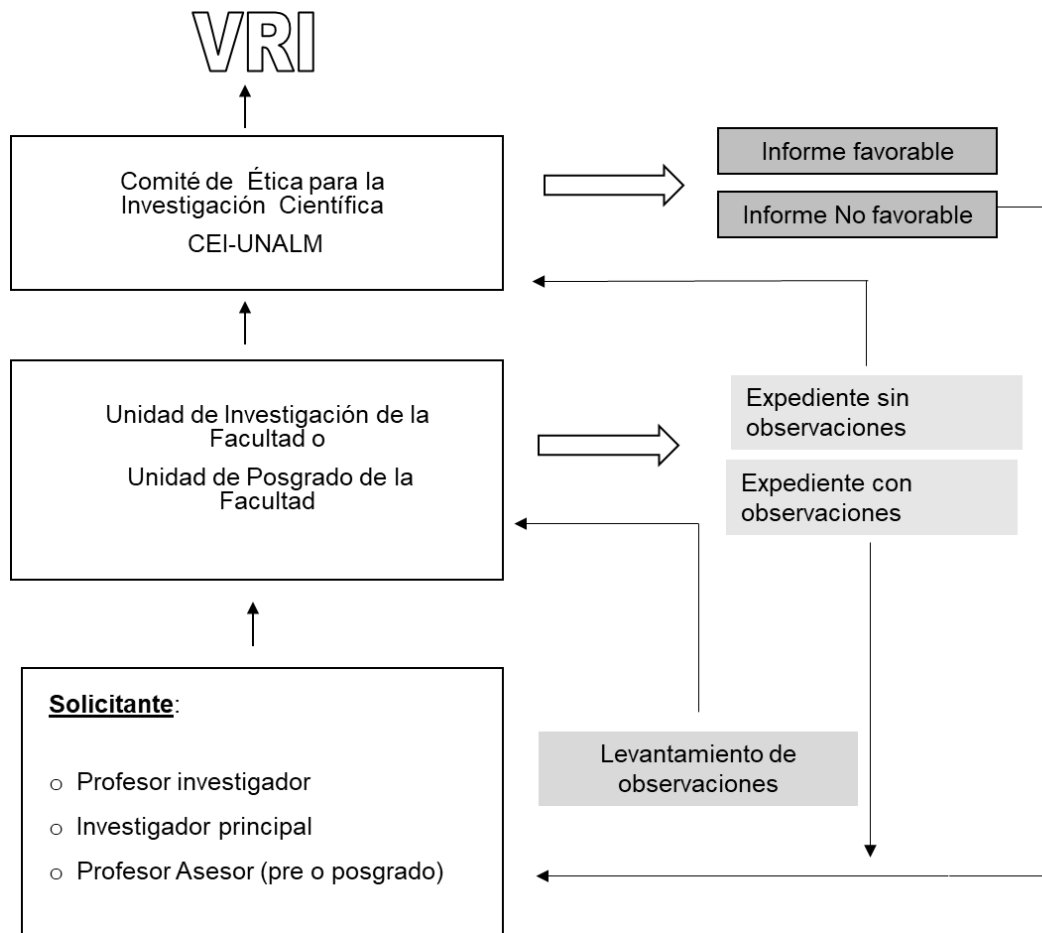 VRI
Comité de Ética para la
Investigación Científica
CEI-UNALM
Informe favorable
Informe No favorable
Unidad de Investigación de la
Facultad o
Unidad de Posgrado de la
Facultad
Expediente sin
observaciones
Expediente con
observaciones
Solicitante:
o Profesor investigador
o Investigador principal
o Profesor Asesor (pre o posgrado)
Levantamiento de
observaciones